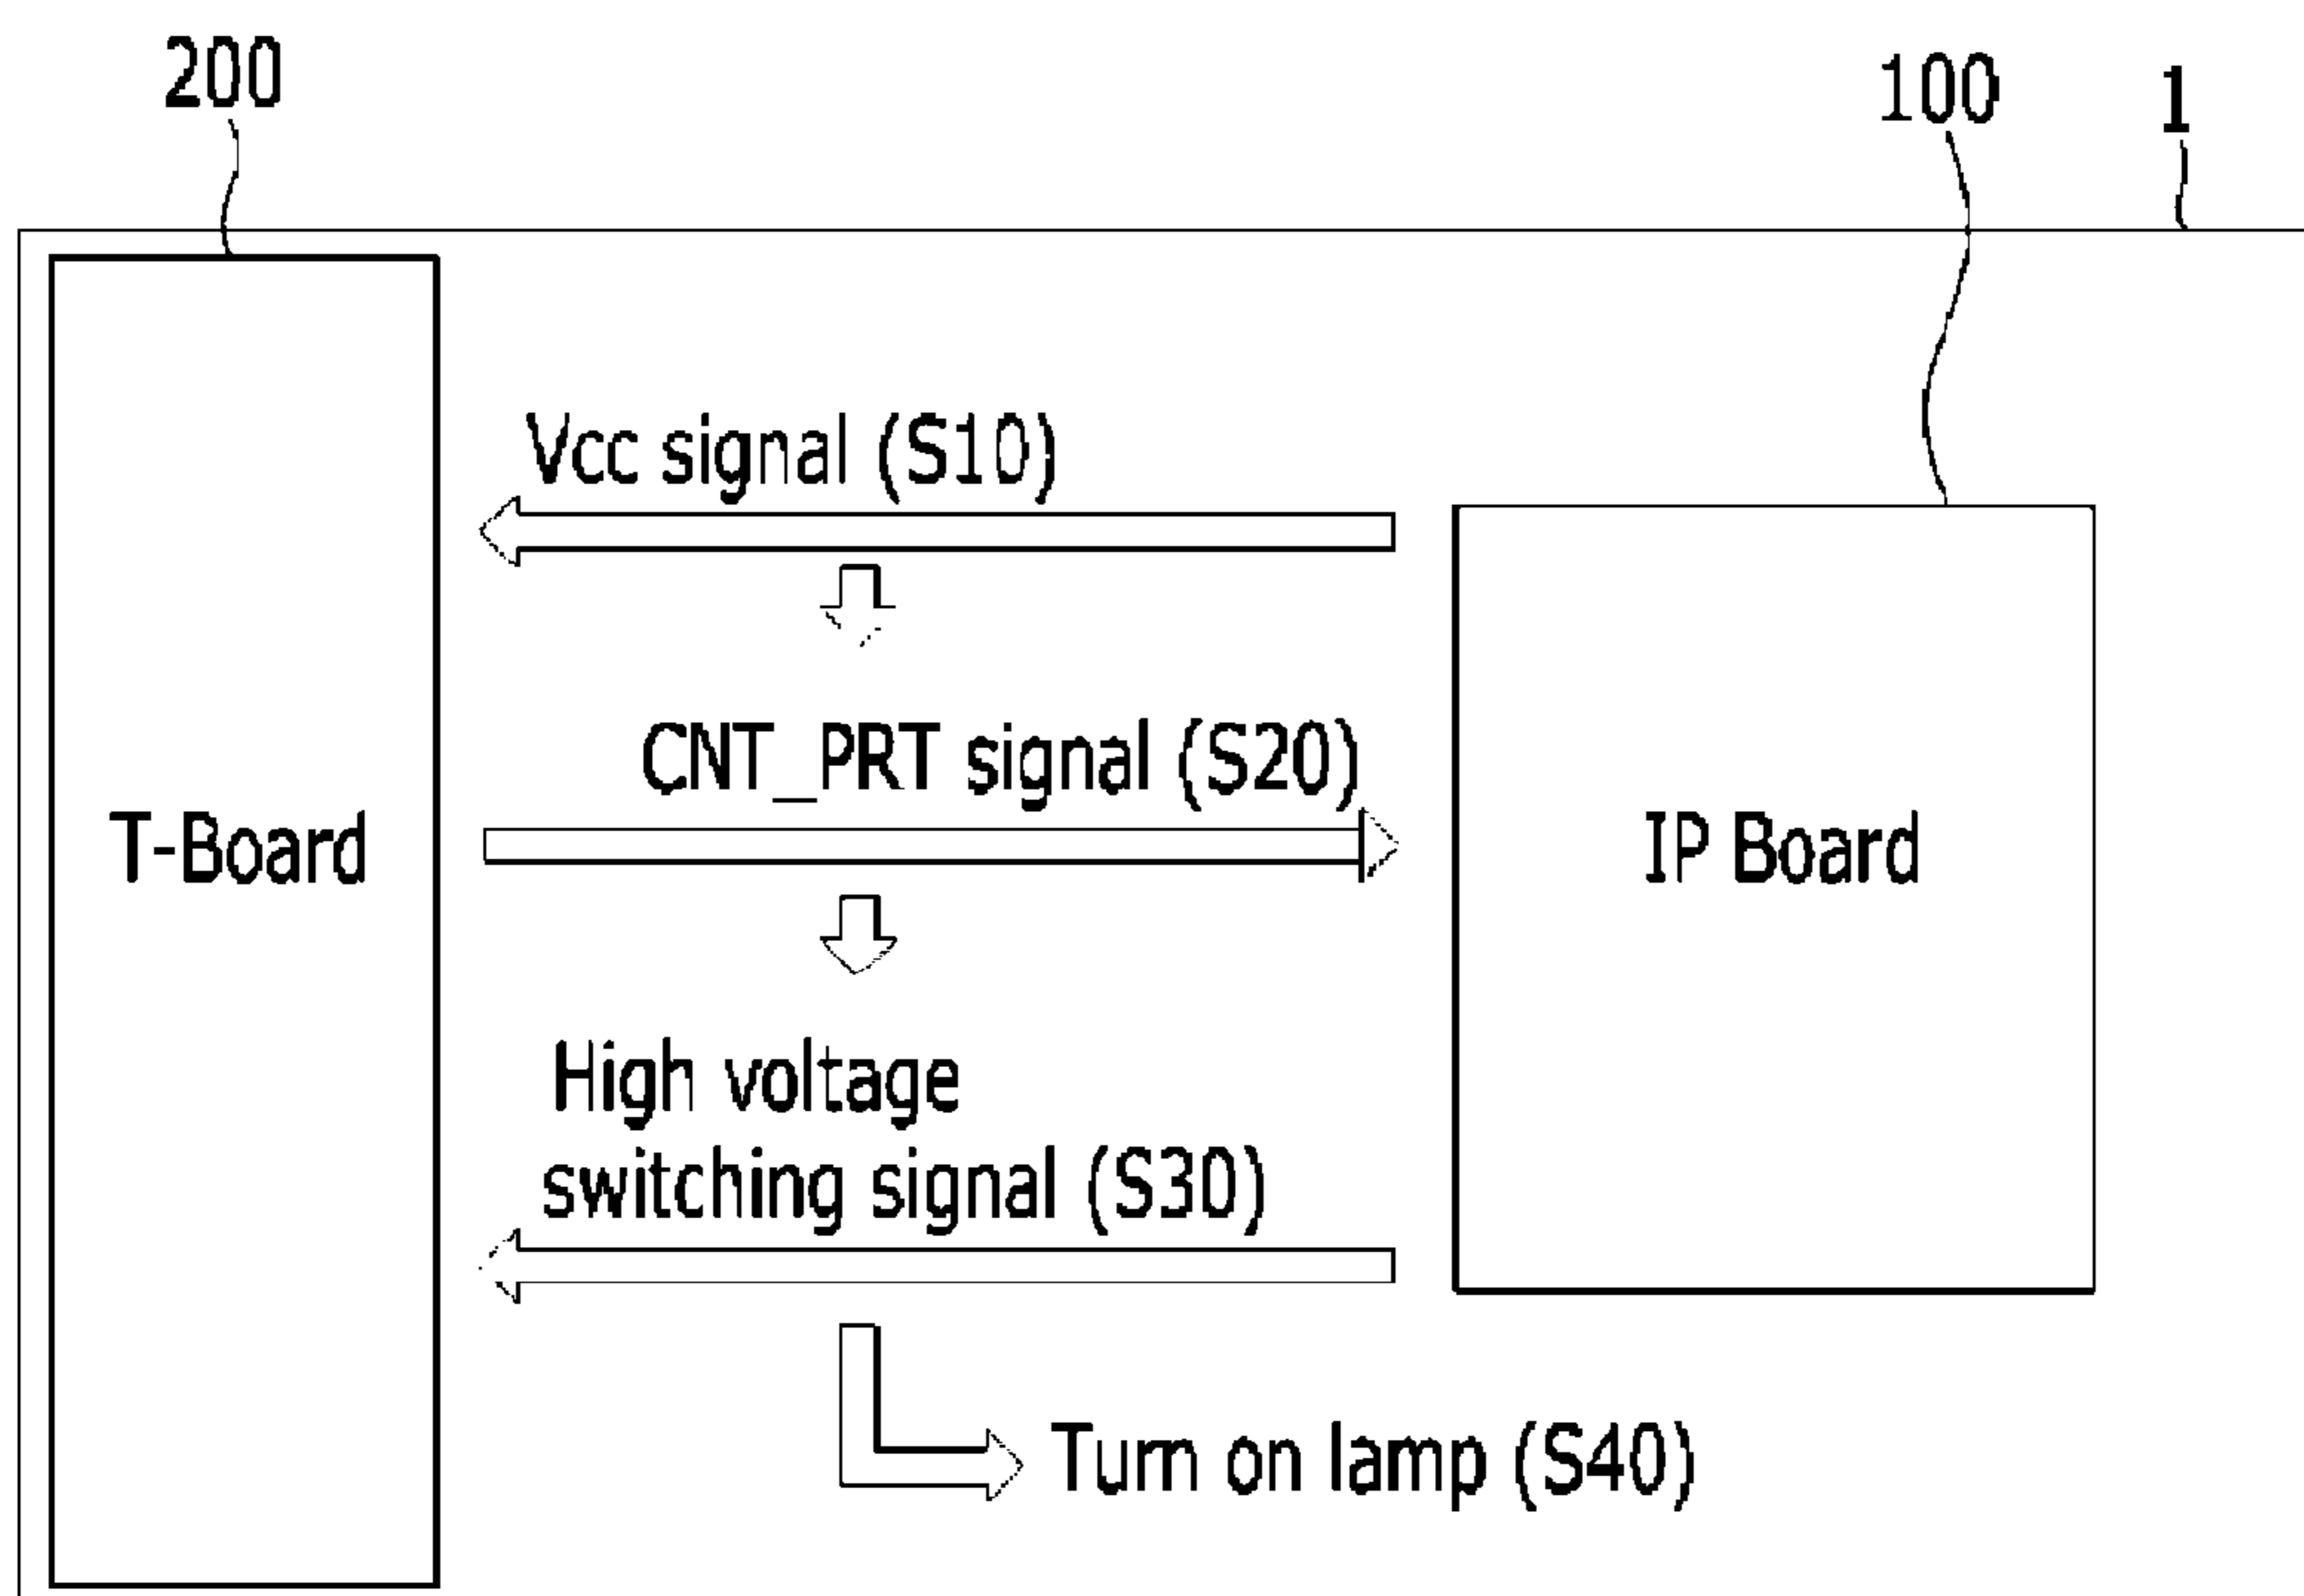 200
100
1
Vcc signal (S10)
CNT_PRT signal (S20)
T-Board
IP Board
High voltage
switching signal (S30)
Turn on lamp (S40)